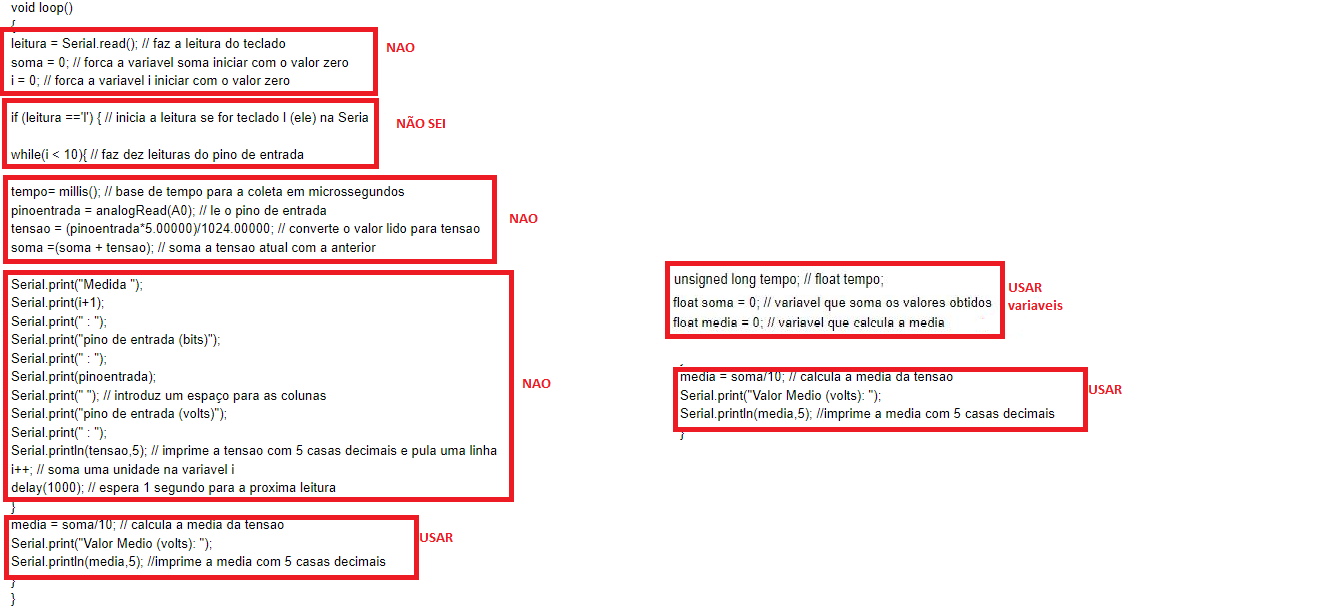 void loop()
{
leitura = Serial.read(); // faz a leitura do teclado
soma = 0; // forca a variavel soma iniciar com o valor zero
i = 0; // forca a variavel i iniciar com o valor zero
NAO
if (leitura =='l') { // inicia a leitura se for teclado l (ele) na Seria
while(i < 10){ // faz dez leituras do pino de entrada
NÃO SEI
tempo= millis(); // base de tempo para a coleta em microssegundos
pinoentrada = analogRead(A0); // le o pino de entrada
tensao = (pinoentrada*5.00000)/1024.00000; // converte o valor lido para tensao
soma =(soma + tensao); // soma a tensao atual com a anterior
NAO
Serial.print("Medida ");
Serial.print(i+1);
Serial.print(" : ");
Serial.print("pino de entrada (bits)");
Serial.print(" : ");
Serial.print(pinoentrada);
Serial.print(" "); // introduz um espaço para as colunas
Serial.print("pino de entrada (volts)");
Serial.print(" : ");
Serial.println(tensao,5); // imprime a tensao com 5 casas decimais e pula uma linha
i++; // soma uma unidade na variavel i
delay(1000); // espera 1 segundo para a proxima leitura
NAO
}
media = soma/10; // calcula a media da tensao
Serial.print("Valor Medio (volts): ");
Serial.println(media,5); //imprime a media com 5 casas decimais
USAR
}
}
unsigned long tempo; // float tempo;
float soma = 0; // variavel que soma os valores obtidos
float media = 0; // variavel que calcula a media
USAR
variaveis
media = soma/10; // calcula a media da tensao
Serial.print("Valor Medio (volts): ");
Serial.println(media,5); //imprime a media com 5 casas decimais
USAR
}